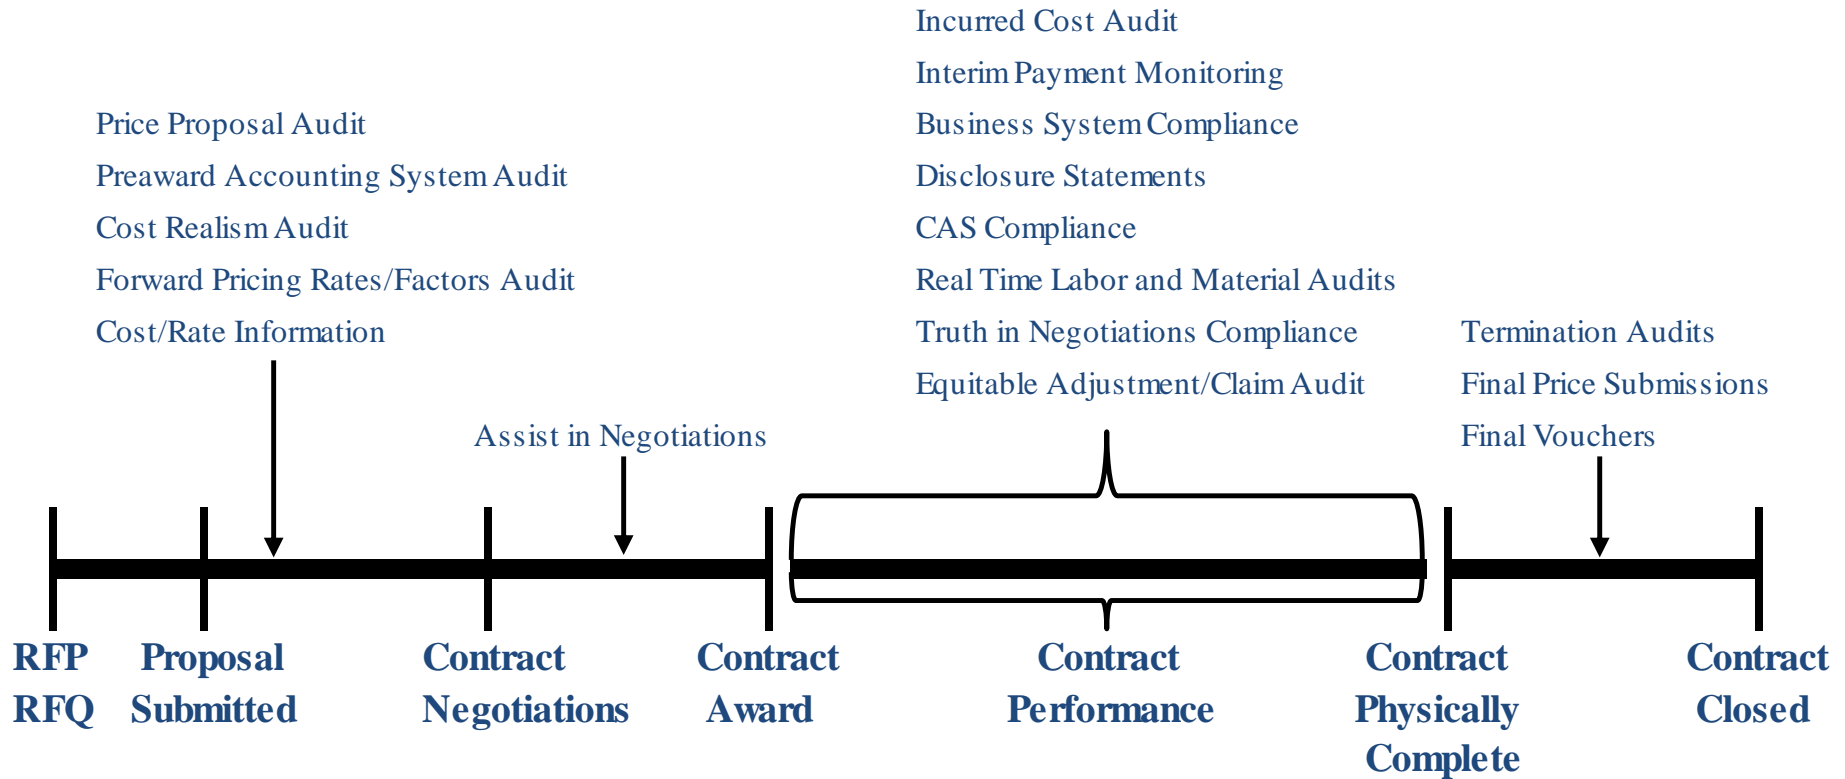 Price Proposal Audit
Preaward Accounting System Audit
Cost Realism Audit
Forward Pricing Rates/Factors Audit
Cost/Rate Information
Assist in Negotiations
Incurred Cost Audit
Interim Payment Monitoring
Business System Compliance
Disclosure Statements
CAS Compliance
Real Time Labor and Material Audits
Truth in Negotiations Compliance
Equitable Adjustment/Claim Audit
Termination Audits
Final Price Submissions
Final Vouchers
RFP
RFQ
Proposal
Submitted
Contract
Negotiations
Contract
Award
Contract
Performance
Contract
Physically
Complete
Contract
Closed